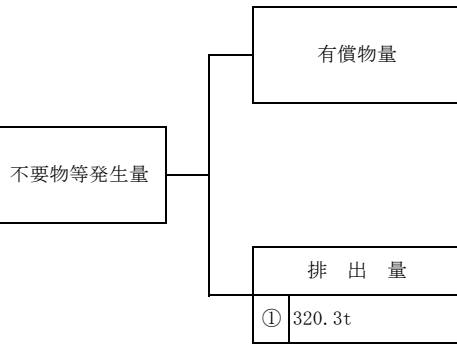 有償物量
不要物等発生量
排 出 量
① 320.3t